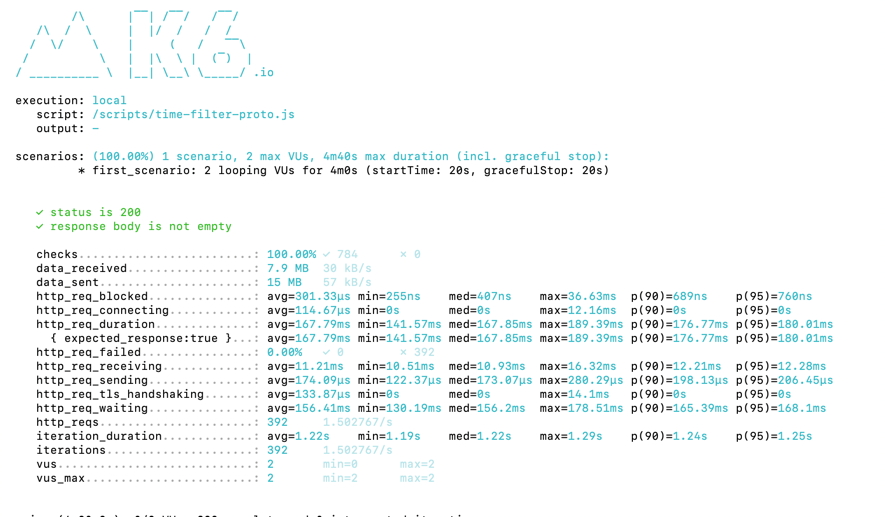 .io
execution: local
script: /scripts/time-filter-proto.js
output: -
scenarios: (100.00%) 1 scenario, 2 max VUs, 4m40s max duration (incl. graceful stop):
* first_scenario: 2 looping VUs for 4m0s (startTime: 20s, gracefulStop: 20s)
✓ status is 200
✓ response body is not empty
checks.........................: 100.00% ✓ 784 ✗ 0
data_received..................: 7.9 MB 30 kB/s
data_sent......................: 15 MB 57 kB/s
http_req_blocked...............: avg=301.33µs min=255ns med=407ns max=36.63ms p(90)=689ns p(95)=760ns
http_req_connecting............: avg=114.67µs min=0s med=0s max=12.16ms p(90)=0s p(95)=0s
http_req_duration..............: avg=167.79ms min=141.57ms med=167.85ms max=189.39ms p(90)=176.77ms p(95)=180.01ms
{ expected_response:true }...: avg=167.79ms min=141.57ms med=167.85ms max=189.39ms p(90)=176.77ms p(95)=180.01ms
http_req_failed................: 0.00% ✓ 0 ✗ 392
http_req_receiving.............: avg=11.21ms min=10.51ms med=10.93ms max=16.32ms p(90)=12.21ms p(95)=12.28ms
http_req_sending...............: avg=174.09µs min=122.37µs med=173.07µs max=280.29µs p(90)=198.13µs p(95)=206.45µs
http_req_tls_handshaking.......: avg=133.87µs min=0s med=0s max=14.1ms p(90)=0s p(95)=0s
http_req_waiting...............: avg=156.41ms min=130.19ms med=156.2ms max=178.51ms p(90)=165.39ms p(95)=168.1ms
http_reqs......................: 392 1.502767/s
iteration_duration.............: avg=1.22s min=1.19s med=1.22s max=1.29s p(90)=1.24s p(95)=1.25s
iterations.....................: 392 1.502767/s
vus............................: 2 min=0 max=2
vus_max........................: 2 min=2 max=2